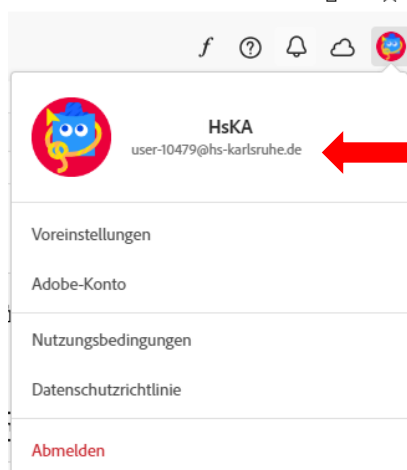 f
HsKA
user-10479@hs-karlsruhe.de
Voreinstellungen
Adobe-Konto
Nutzungsbedingungen
Datenschutzrichtlinie
Abmelden